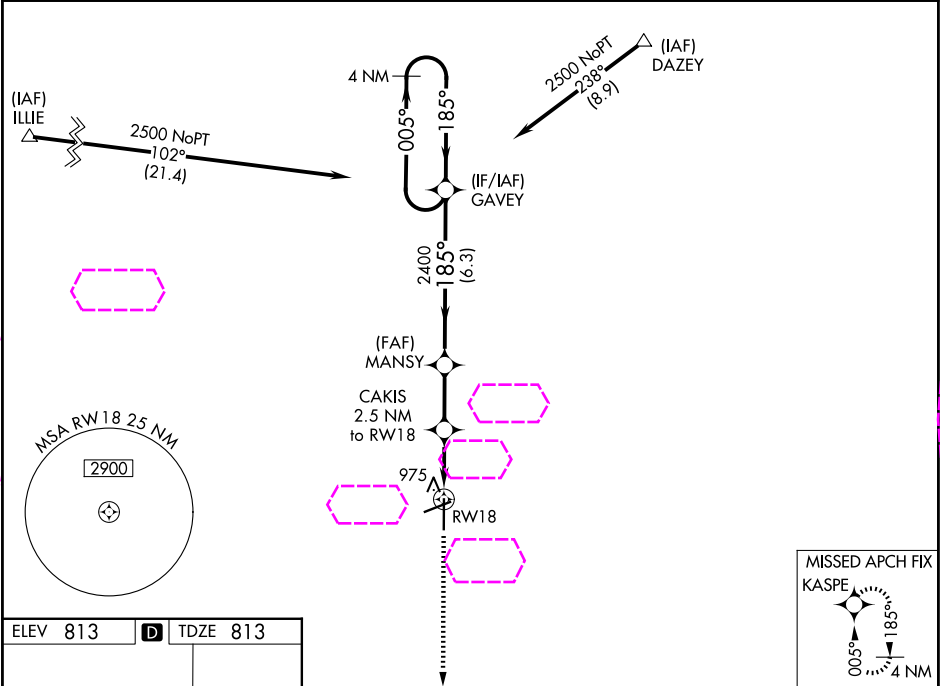 (IAF)
DAZEY
2500 NoPT
238°
(8.9)
4 NM
005°
185°
(IAF)
ILLIE
2500 NoPT
102°
(21.4)
(IF/IAF)
GAVEY
2400
185°
(6.3)
(FAF)
MANSY
CAKIS
2.5 NM
to RW18
MSA RW18 25 NM
2900
975
RW18
MISSED APCH FIX
KASPE
005°
185°
4 NM
ELEV 813 D TDZE 813